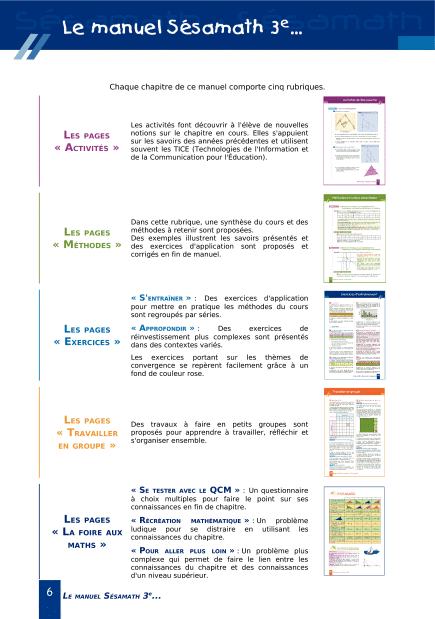 Le manuel Sésamath 3e...
Chaque chapitre de ce manuel comporte cinq rubriques.
LES PAGES
« ACTIVITÉS »
Les activités font découvrir à l'élève de nouvelles
notions sur le chapitre en cours. Elles s'appuient
sur les savoirs des années précédentes et utilisent
souvent les TICE (Technologies de l'Information et
de la Communication pour l'Éducation).
LES PAGES
« MÉTHODES »
Dans cette rubrique, une synthèse du cours et des
méthodes à retenir sont proposées.
Des exemples illustrent les savoirs présentés et
des exercices d'application sont proposés et
corrigés en fin de manuel.
LES PAGES
« EXERCICES »
« S'ENTRAÎNER » : Des exercices d'application
pour mettre en pratique les méthodes du cours
sont regroupés par séries.
« APPROFONDIR » : Des exercices de
réinvestissement plus complexes sont présentés
dans des contextes variés.
Les exercices portant sur les thèmes de
convergence se repèrent facilement grâce à un
fond de couleur rose.
LES PAGES
« TRAVAILLER
EN GROUPE »
Des travaux à faire en petits groupes sont
proposés pour apprendre à travailler, réfléchir et
s'organiser ensemble.
LES PAGES
« LA FOIRE AUX
MATHS »
« SE TESTER AVEC LE QCM » : Un questionnaire
à choix multiples pour faire le point sur ses
connaissances en fin de chapitre.
« RÉCRÉATION MATHÉMATIQUE » : Un problème
ludique pour se distraire en utilisant les
connaissances du chapitre.
« POUR ALLER PLUS LOIN » : Un problème plus
complexe qui permet de faire le lien entre les
connaissances du chapitre et des connaissances
d'un niveau supérieur.
6 LE MANUEL SÉSAMATH 3e...